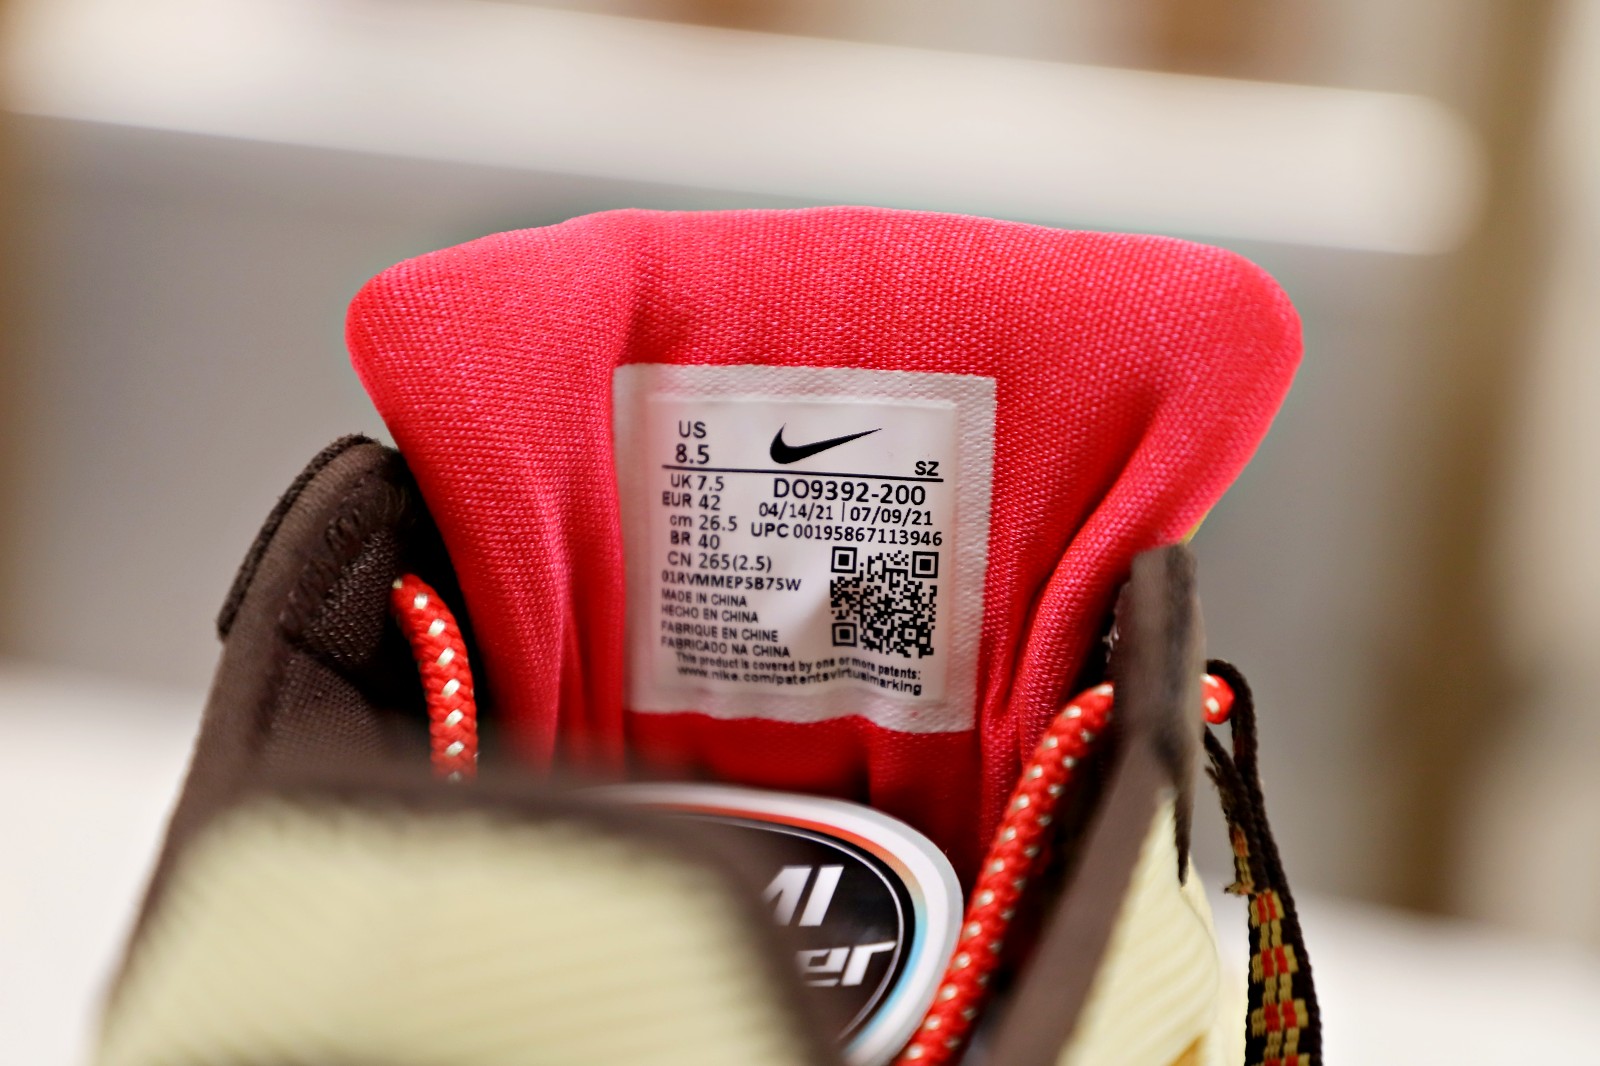 US
8.5
SZ
UK 7.5
EUR 42
cm 26.5
BR 40
CN 265(2.5)
DO9392-200
04/14/21 | 07/09/21
UPC 00195867113946
01RVMMEP5B75W
MADE IN CHINA
HECHO EN CHINA
FABRIQUE EN CHINE
FABRICADO NA CHINA
This product is covered by one or more patents:
www.nike.com/patentsvirtualmarking